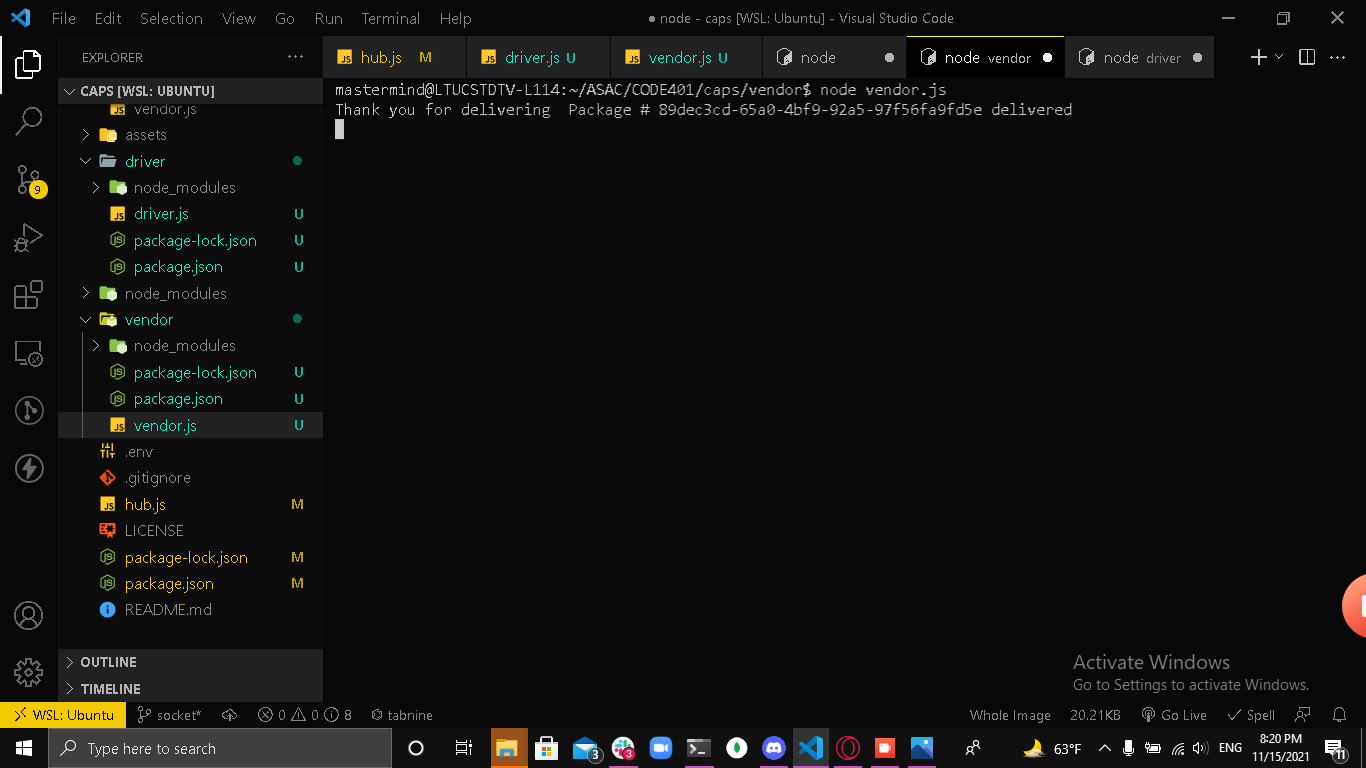 File Edit Selection View Go Run Terminal Help ● node - caps [WSL: Ubuntu] - Visual Studio Code
EXPLORER ···
hub.js M driver.js U vendor.js U node node vendor node driver
CAPS [WSL: UBUNTU]
vendor.js
assets
driver
node_modules
driver.js U
package-lock.json U
package.json U
node_modules
vendor
node_modules
package-lock.json U
package.json U
vendor.js U
.env
.gitignore
hub.js M
LICENSE
package-lock.json M
package.json M
README.md
OUTLINE
TIMELINE
9
mastermind@LTUCSTDTV-L114:~/ASAC/CODE401/caps/vendor$ node vendor.js
Thank you for delivering  Package # 89dec3cd-65a0-4bf9-92a5-97f56fa9fd5e delivered
Activate Windows
Go to Settings to activate Windows.
WSL: Ubuntu socket* 0 0 8 tabnine Whole Image 20.21KB Go Live Spell
Type here to search 3 3 63°F ENG 8:20 PM 11
11/15/2021